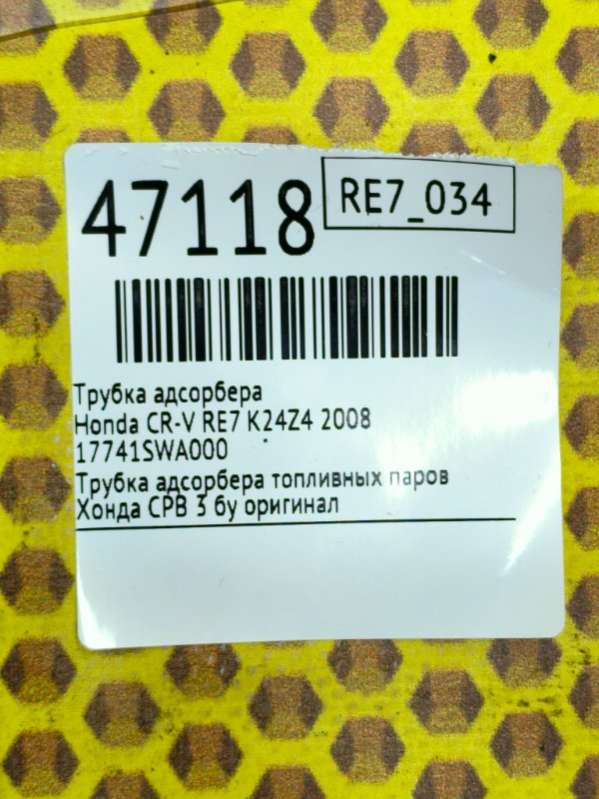 47118
RE7_034
Трубка адсорбера
Honda CR-V RE7 K24Z4 2008
17741SWA000
Трубка адсорбера топливных паров
Хонда СРВ 3 бу оригинал